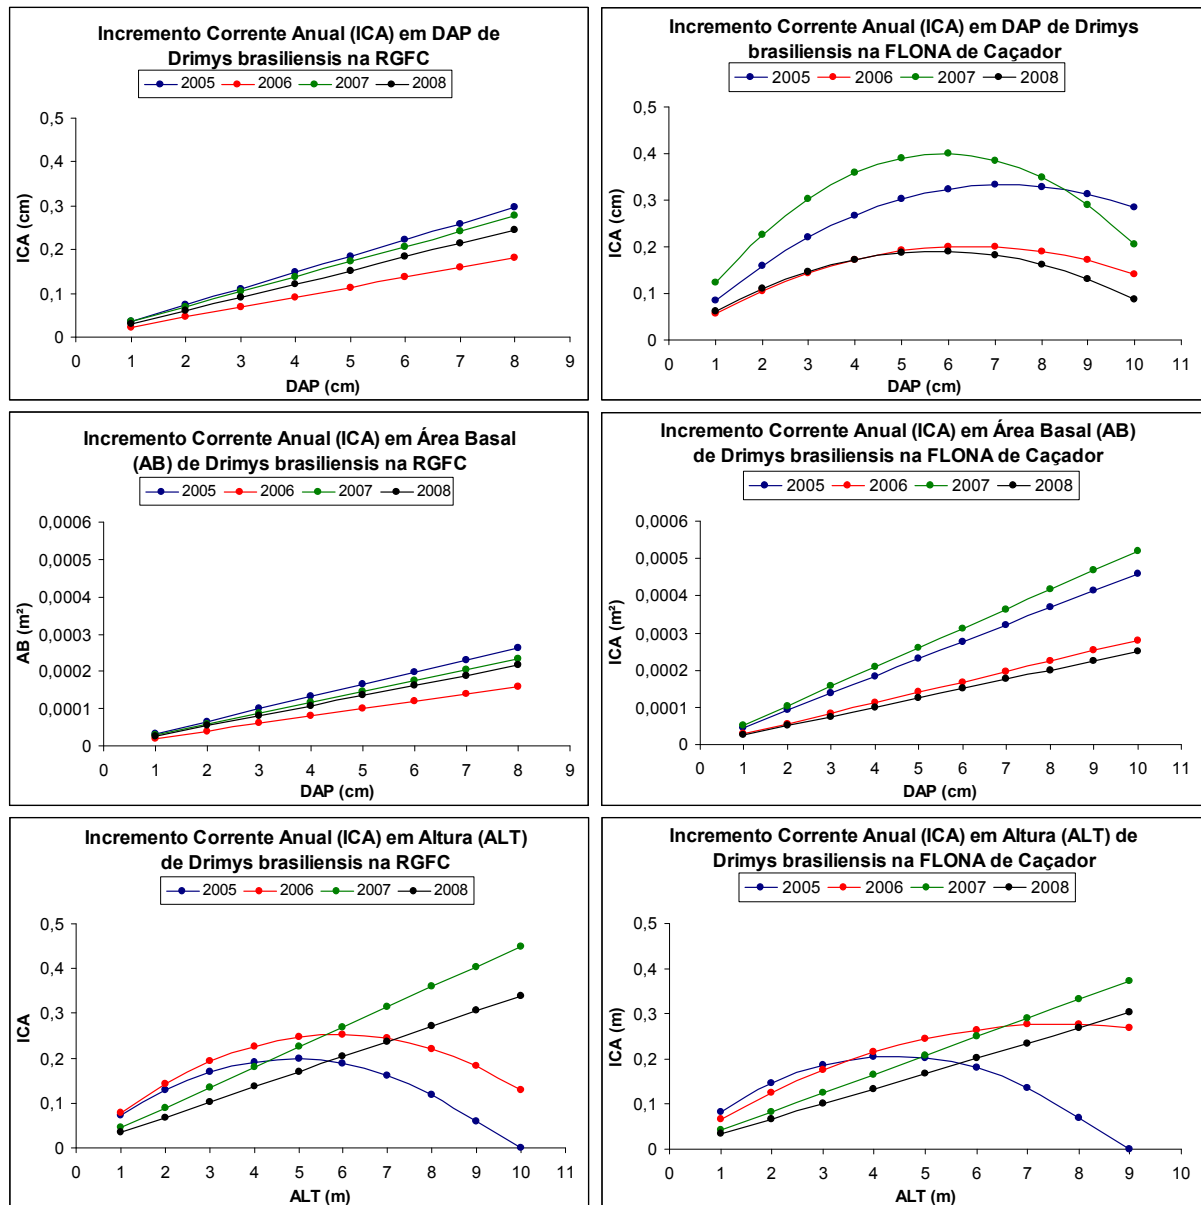 Incremento Corrente Anual (ICA) em DAP de
Drimys brasiliensis na RGFC
2005 2006 2007 2008
0,5
0,4
0,3
0,2
0,1
0
ICA (cm)
0 1 2 3 4 5 6 7 8 9
DAP (cm)
Incremento Corrente Anual (ICA) em DAP de Drimys
brasiliensis na FLONA de Caçador
2005 2006 2007 2008
0,5
0,4
0,3
0,2
0,1
0
ICA (cm)
0 1 2 3 4 5 6 7 8 9 10 11
DAP (cm)
Incremento Corrente Anual (ICA) em Área Basal
(AB) de Drimys brasiliensis na RGFC
2005 2006 2007 2008
0,0006
0,0005
0,0004
0,0003
0,0002
0,0001
0
AB (m²)
0 1 2 3 4 5 6 7 8 9
DAP (cm)
Incremento Corrente Anual (ICA) em Área Basal (AB)
de Drimys brasiliensis na FLONA de Caçador
2005 2006 2007 2008
0,0006
0,0005
0,0004
0,0003
0,0002
0,0001
0
ICA (m²)
0 1 2 3 4 5 6 7 8 9 10 11
DAP (cm)
Incremento Corrente Anual (ICA) em Altura (ALT)
de Drimys brasiliensis na RGFC
2005 2006 2007 2008
0,5
0,4
0,3
0,2
0,1
0
ICA
0 1 2 3 4 5 6 7 8 9 10 11
ALT (m)
Incremento Corrente Anual (ICA) em Altura (ALT) de
Drimys brasiliensis na FLONA de Caçador
2005 2006 2007 2008
0,5
0,4
0,3
0,2
0,1
0
ICA (m)
0 1 2 3 4 5 6 7 8 9 10
ALT (m)